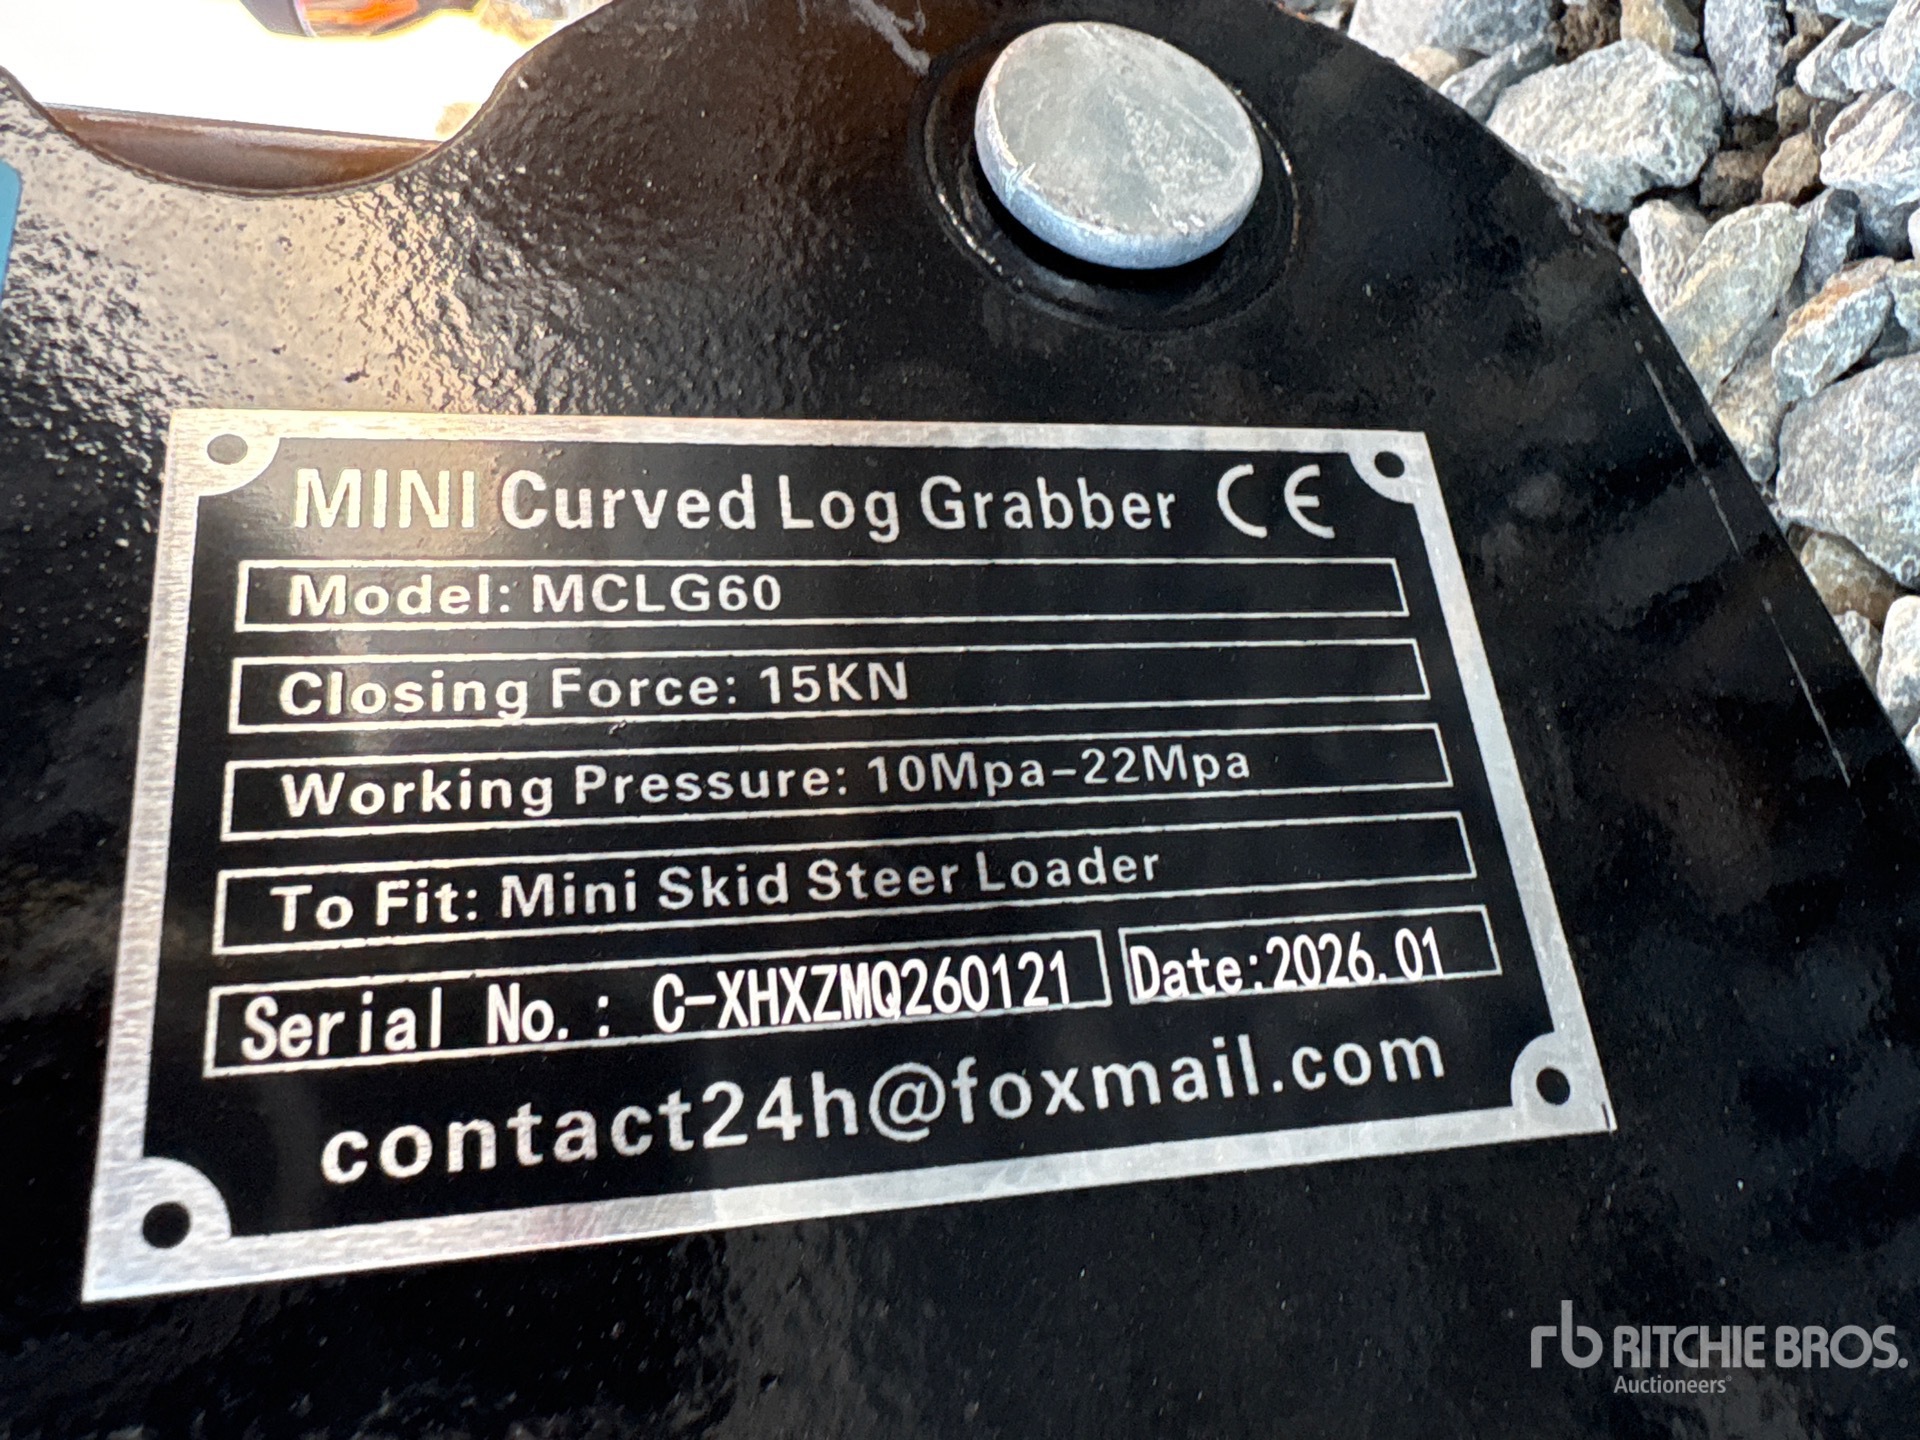 MINI Curved Log Grabber CE
Model: MCLG60
Closing Force: 15KN
Working Pressure: 10Mpa-22Mpa
To Fit: Mini Skid Steer Loader
Serial No.: C-XHXZMQ260121 Date:2026.01
contact24h@foxmail.com
rb RITCHIE BROS.
Auctioneers